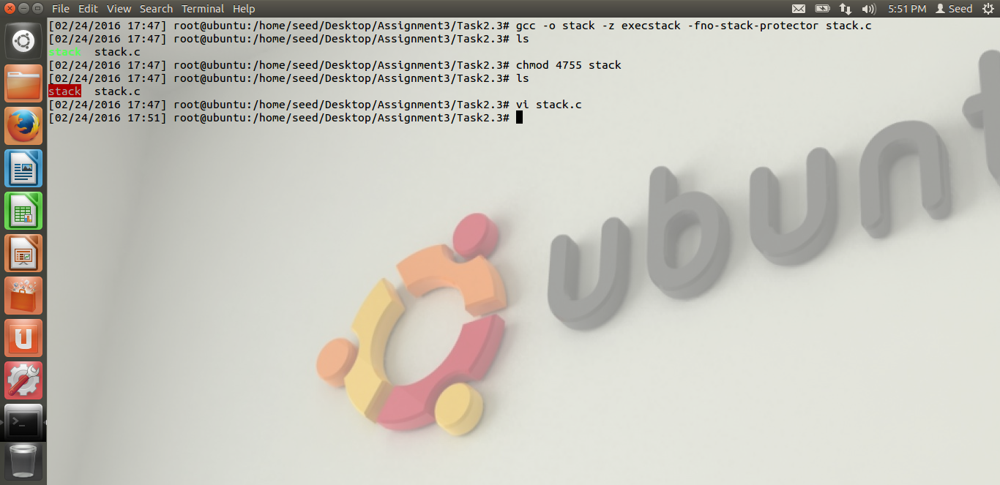 File Edit View Search Terminal Help 5:51 PM Seed
[02/24/2016 17:47] root@ubuntu:/home/seed/Desktop/Assignment3/Task2.3# gcc -o stack -z execstack -fno-stack-protector stack.c
[02/24/2016 17:47] root@ubuntu:/home/seed/Desktop/Assignment3/Task2.3# ls
stack stack.c
[02/24/2016 17:47] root@ubuntu:/home/seed/Desktop/Assignment3/Task2.3# chmod 4755 stack
[02/24/2016 17:47] root@ubuntu:/home/seed/Desktop/Assignment3/Task2.3# ls
stack stack.c
[02/24/2016 17:47] root@ubuntu:/home/seed/Desktop/Assignment3/Task2.3# vi stack.c
[02/24/2016 17:51] root@ubuntu:/home/seed/Desktop/Assignment3/Task2.3#
ubunt